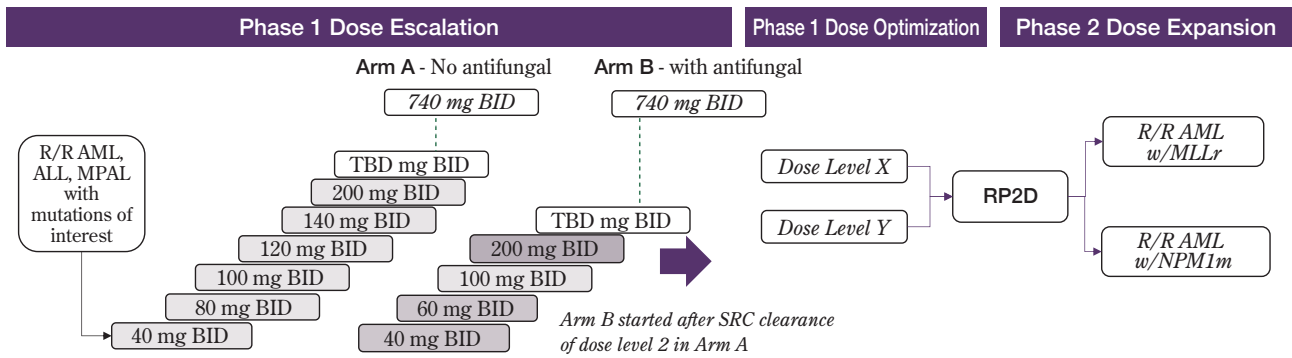 Phase 1 Dose Escalation
Phase 1 Dose Optimization
Phase 2 Dose Expansion
Arm A - No antifungal
Arm B - with antifungal
740 mg BID
740 mg BID
R/R AML,
ALL, MPAL
with
mutations of
interest
TBD mg BID
200 mg BID
140 mg BID
120 mg BID
100 mg BID
80 mg BID
40 mg BID
TBD mg BID
200 mg BID
100 mg BID
60 mg BID
40 mg BID
Arm B started after SRC clearance
of dose level 2 in Arm A
Dose Level X
Dose Level Y
RP2D
R/R AML
w/MLLr
R/R AML
w/NPM1m